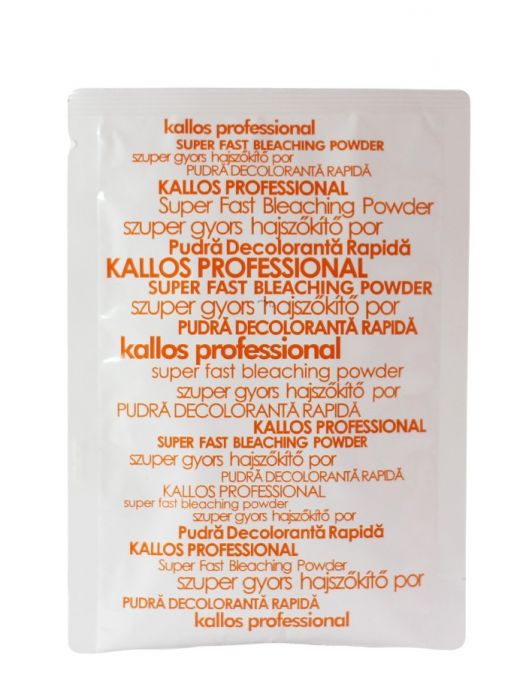 kallos professional
SUPER FAST BLEACHING POWDER
szuper gyors hajszőkítő por
PUDRĂ DECOLORANTĂ RAPIDĂ
KALLOS PROFESSIONAL
Super Fast Bleaching Powder
szuper gyors hajszőkítő por
Pudră Decolorantă Rapidă
KALLOS PROFESSIONAL
SUPER FAST BLEACHING POWDER
szuper gyors hajszőkítő por
PUDRĂ DECOLORANTĂ RAPIDĂ
kallos professional
super fast bleaching powder
szuper gyors hajszőkítő por
PUDRĂ DECOLORANTĂ RAPIDĂ
KALLOS PROFESSIONAL
SUPER FAST BLEACHING POWDER
szuper gyors hajszőkítő por
PUDRĂ DECOLORANTĂ RAPIDĂ
KALLOS PROFESSIONAL
super fast bleaching powder
szuper gyors hajszőkítő por
Pudră Decolorantă Rapidă
KALLOS PROFESSIONAL
Super Fast Bleaching Powder
szuper gyors hajszőkítő por
PUDRĂ DECOLORANTĂ RAPIDĂ
kallos professional